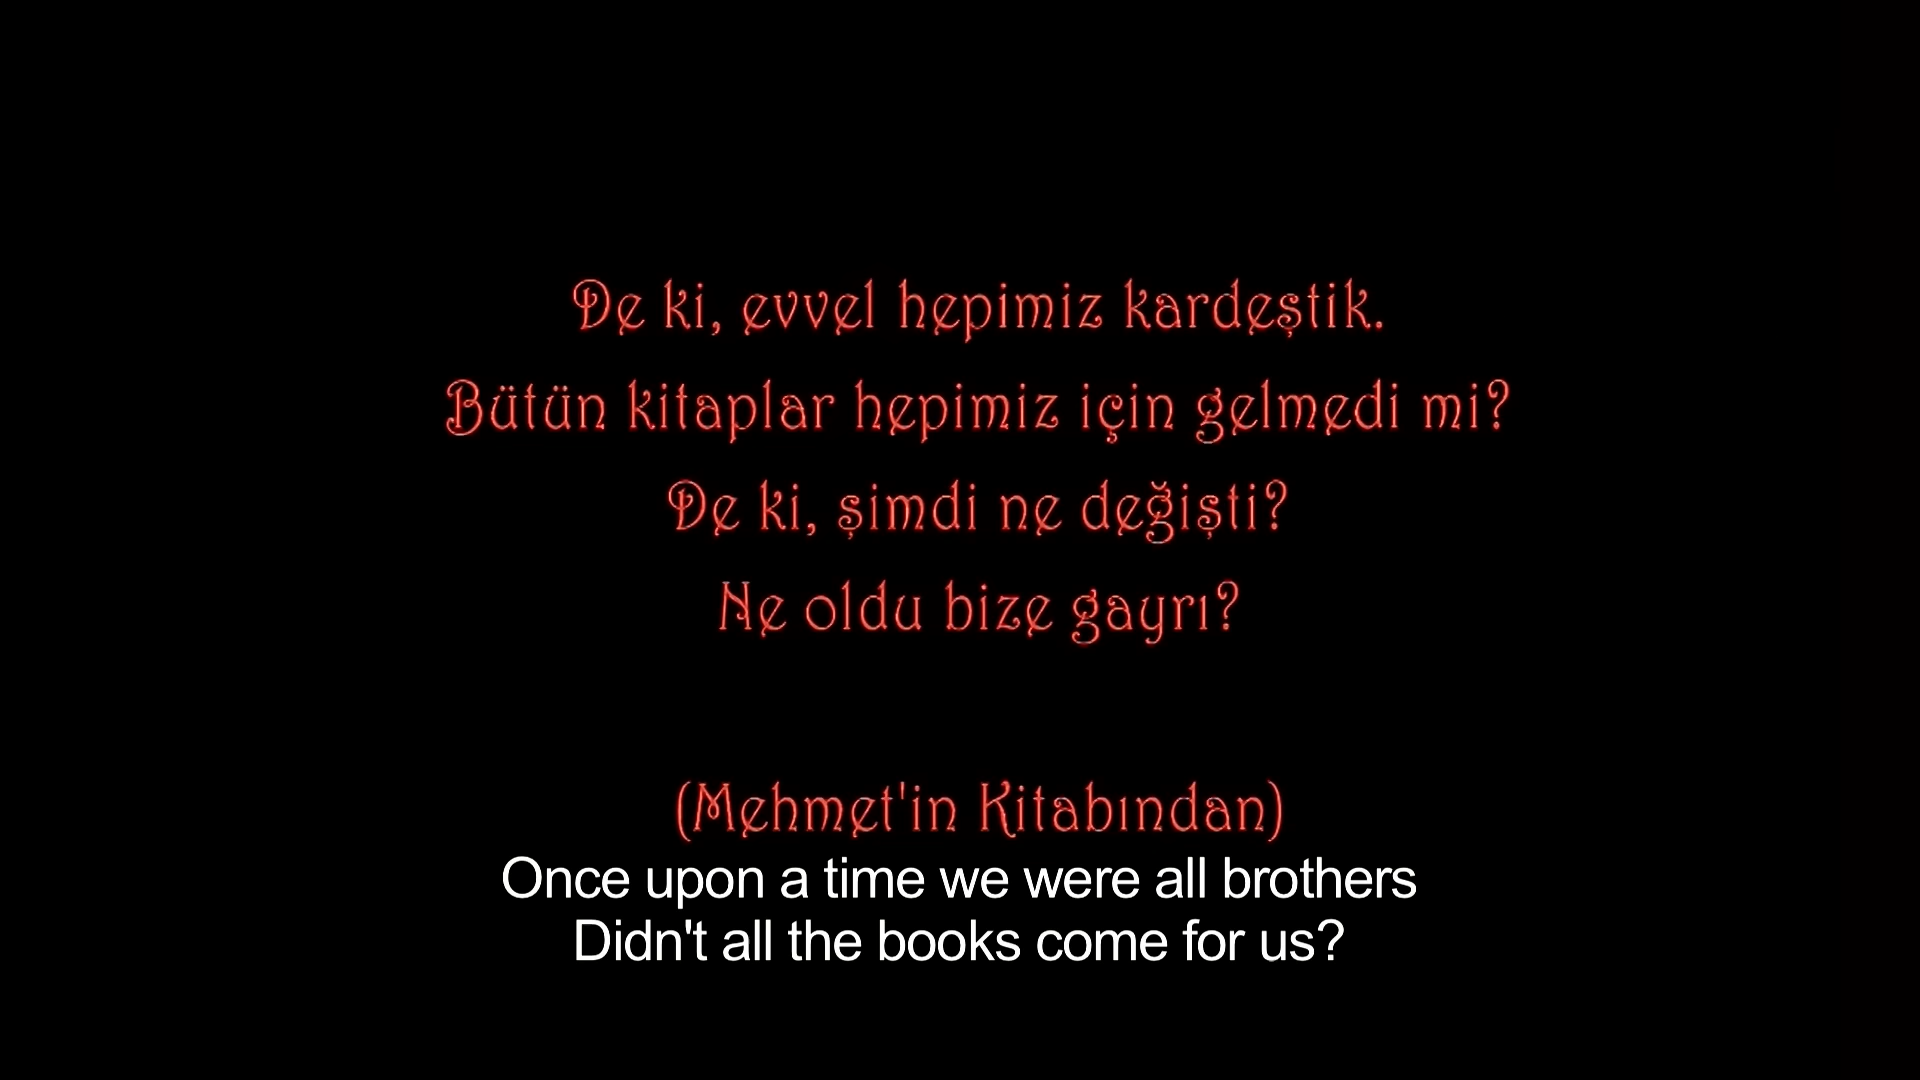 De ki, evvel hepimiz kardeştik.
Bütün kitaplar hepimiz için gelmedi mi?
De ki, şimdi ne değişti?
Ne oldu bize gayrı?
(Mehmet'in Kitabından)
Once upon a time we were all brothers
Didn't all the books come for us?